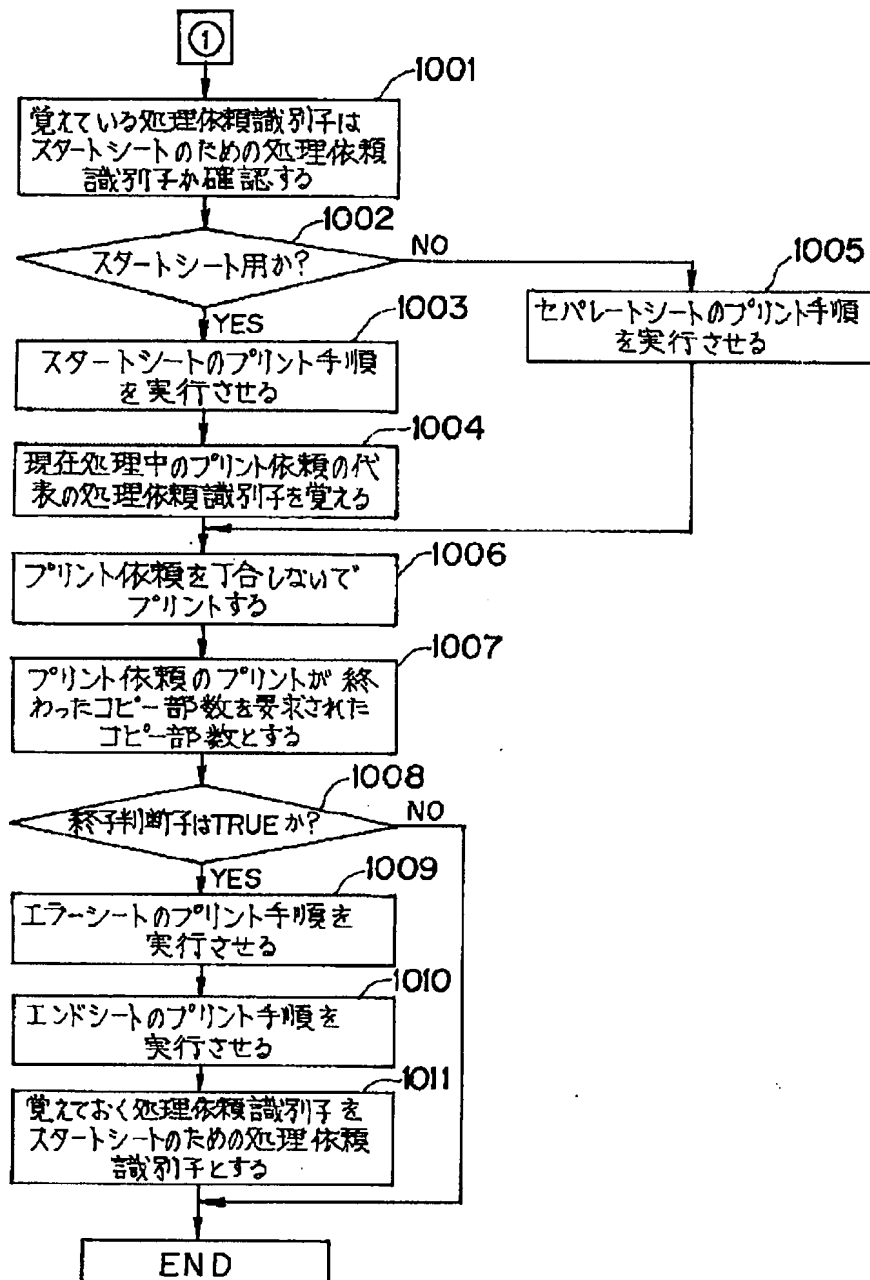 ①
1001
覚えている処理依頼識別子は
スタートシートのための処理依頼
識別子か確認する
1002
スタートシート用か?
NO
YES
1005
セパレートシートのプリント手順
を実行させる
1003
スタートシートのプリント手順
を実行させる
1004
現在処理中のプリント依頼の代
表の処理依頼識別子を覚える
1006
プリント依頼を丁合しないで
プリントする
1007
プリント依頼のプリントが終
わったコピー部数を要求された
コピー部数とする
1008
終子判断子はTRUEか?
NO
YES
1009
エラーシートのプリント手順を
実行させる
1010
エンドシートのプリント手順を
実行させる
1011
覚えておく処理依頼識別子を
スタートシートのための処理依頼
識別子とする
END